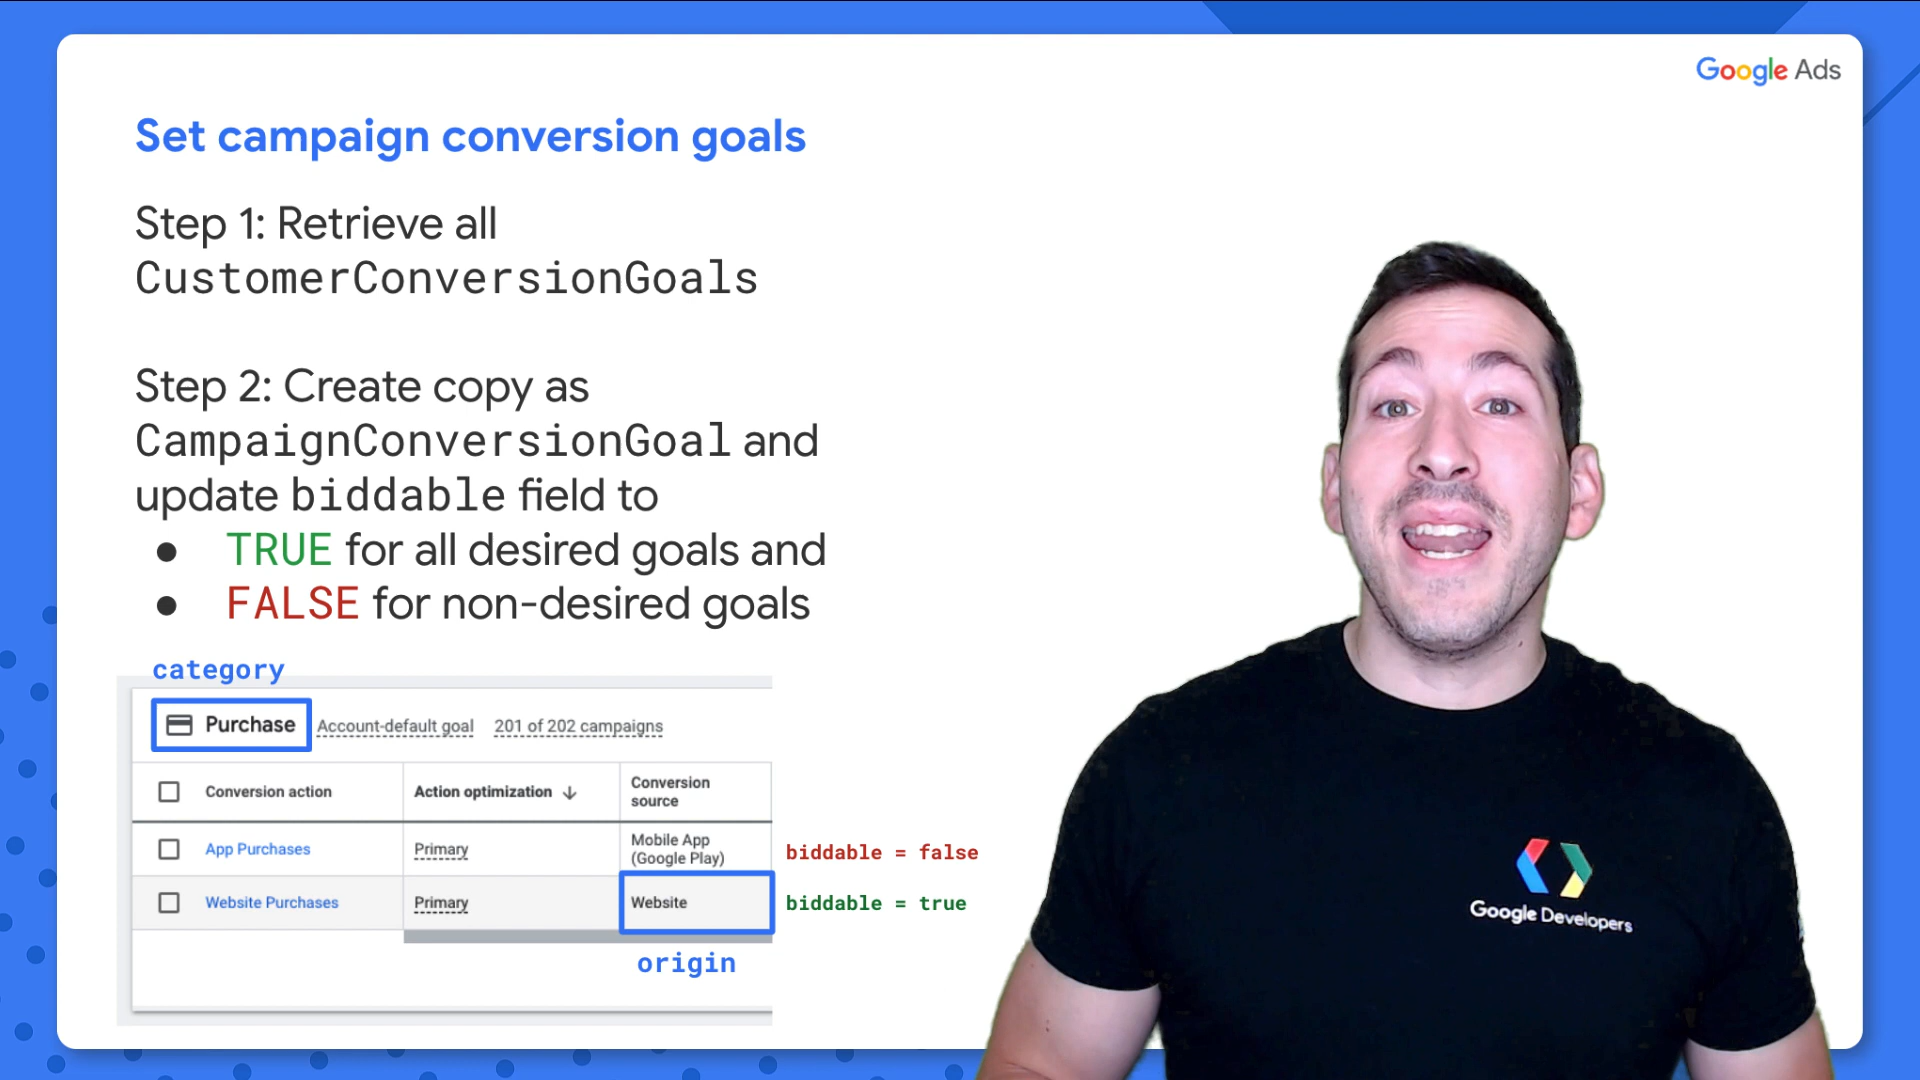 Google Ads
Set campaign conversion goals
Step 1: Retrieve all
CustomerConversionGoals
Step 2: Create copy as
CampaignConversionGoal and
update biddable field to
● TRUE for all desired goals and
● FALSE for non-desired goals
category
Purchase Account-default goal 201 of 202 campaigns
Conversion action Action optimization ↓ Conversion source
App Purchases Primary Mobile App (Google Play) biddable = false
Website Purchases Primary Website biddable = true
origin
Google Developers